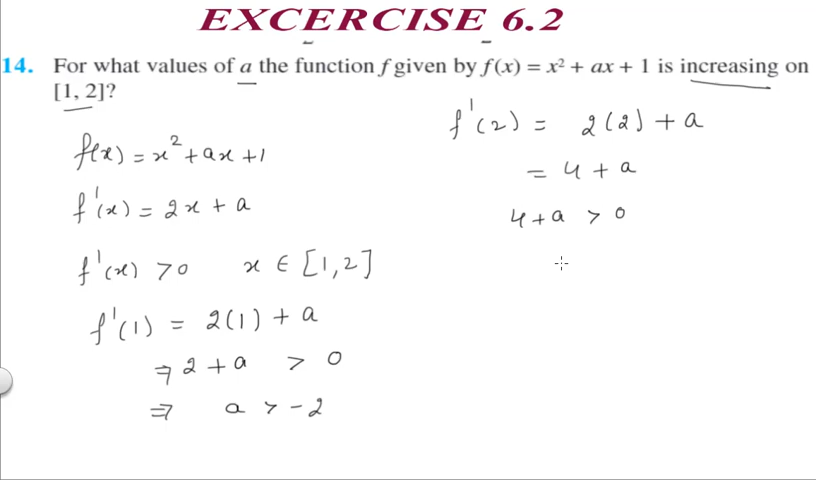 EXCERCISE 6.2
14. For what values of a the function f given by f(x) = x² + ax + 1 is increasing on
[1, 2]?
f(x) = x² + ax + 1
f'(x) = 2x + a
f'(x) > 0 x ∈ [1, 2]
f'(1) = 2(1) + a
⇒ 2 + a > 0
⇒ a > -2
f'(2) = 2(2) + a
= 4 + a
4 + a > 0